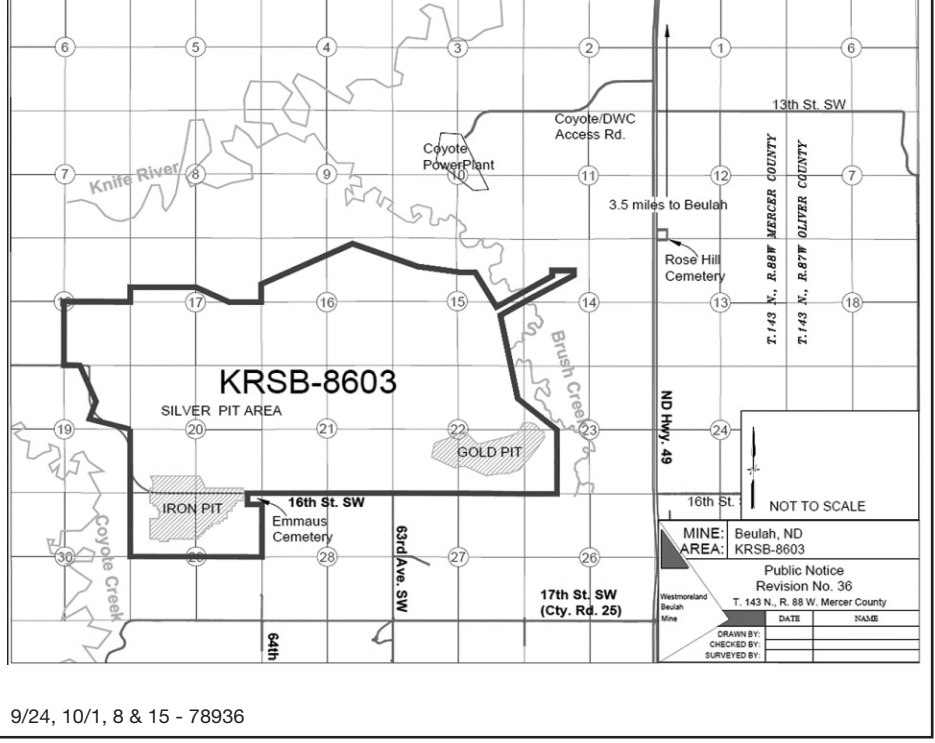 6 5 4 3 2 1 6
13th St. SW
Coyote/DWC
Access Rd.
Coyote
PowerPlant
Knife River
7 8 9 10 11 12 7
3.5 miles to Beulah
T.143 N., R.88W MERCER COUNTY
T.143 N., R.87W OLIVER COUNTY
Rose Hill
Cemetery
18 17 16 15 14 13 18
Brush Creek
KRSB-8603
SILVER PIT AREA
ND Hwy. 49
19 20 21 22 23 24
GOLD PIT
IRON PIT
16th St. SW
Emmaus
Cemetery
16th St.
NOT TO SCALE
Coyote Creek
63rd Ave. SW
30 29 28 27 26
17th St. SW
(Cty. Rd. 25)
64th
MINE: Beulah, ND
AREA: KRSB-8603
Public Notice
Revision No. 36
T. 143 N., R. 88 W. Mercer County
Westmoreland
Beulah
Mine
DATE NAME
DRAWN BY:
CHECKED BY:
SURVEYED BY:
9/24, 10/1, 8 & 15 - 78936